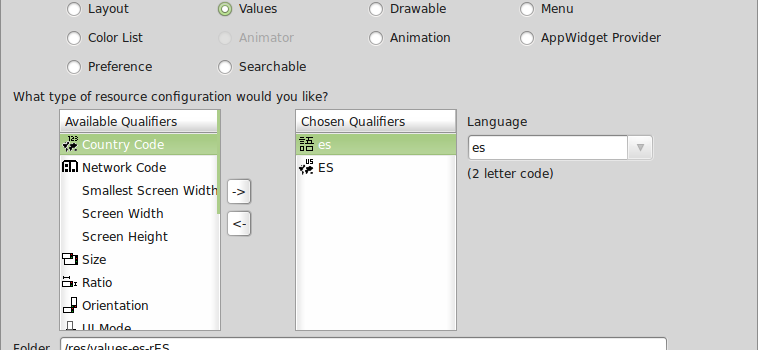 Layout Values Drawable Menu
Color List Animator Animation AppWidget Provider
Preference Searchable
What type of resource configuration would you like?
Available Qualifiers Chosen Qualifiers Language
Country Code es es
Network Code ES (2 letter code)
Smallest Screen Width ->
Screen Width
Screen Height <-
Size
Ratio
Orientation
UI Mode
Folder /res/values-es-rES